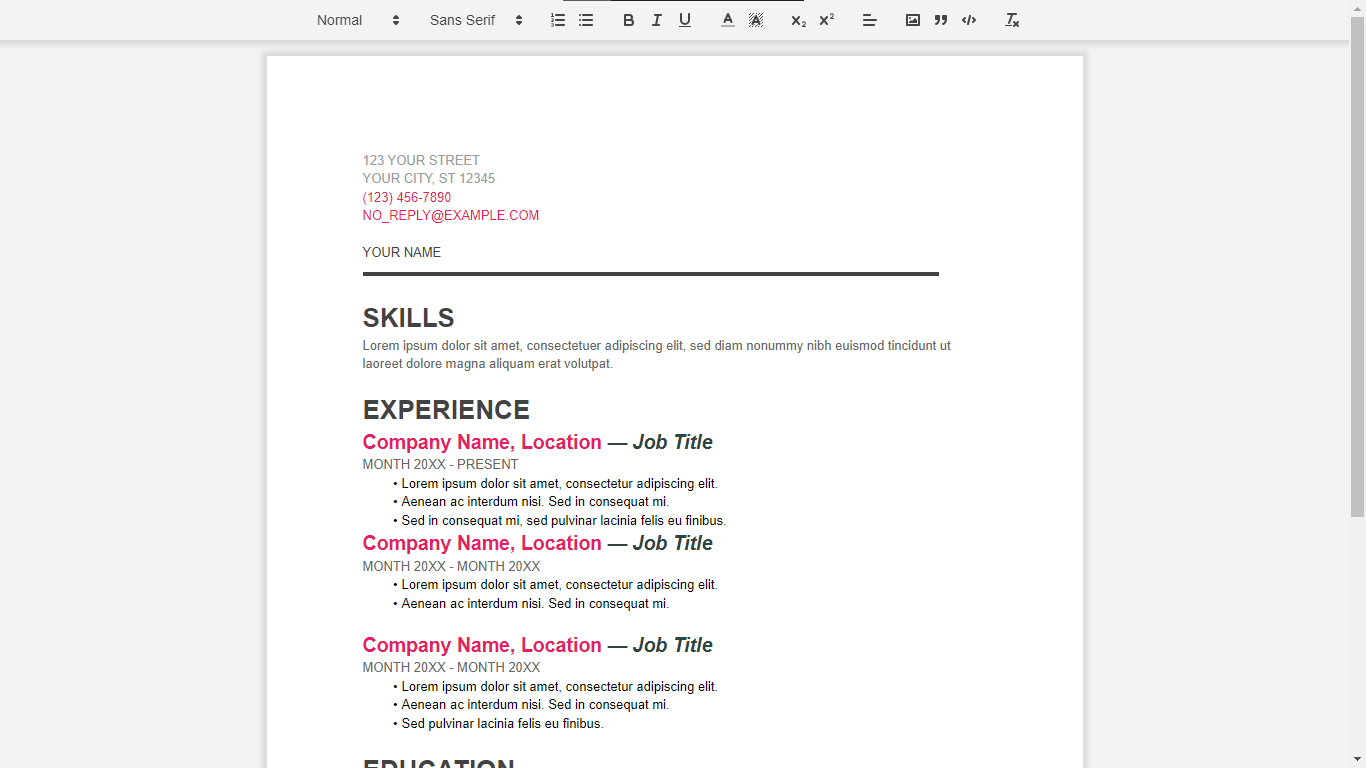 Normal Sans Serif
123 YOUR STREET
YOUR CITY, ST 12345
(123) 456-7890
NO_REPLY@EXAMPLE.COM
YOUR NAME
SKILLS
Lorem ipsum dolor sit amet, consectetuer adipiscing elit, sed diam nonummy nibh euismod tincidunt ut
laoreet dolore magna aliquam erat volutpat.
EXPERIENCE
Company Name, Location — Job Title
MONTH 20XX - PRESENT
• Lorem ipsum dolor sit amet, consectetur adipiscing elit.
• Aenean ac interdum nisi. Sed in consequat mi.
• Sed in consequat mi, sed pulvinar lacinia felis eu finibus.
Company Name, Location — Job Title
MONTH 20XX - MONTH 20XX
• Lorem ipsum dolor sit amet, consectetur adipiscing elit.
• Aenean ac interdum nisi. Sed in consequat mi.
Company Name, Location — Job Title
MONTH 20XX - MONTH 20XX
• Lorem ipsum dolor sit amet, consectetur adipiscing elit.
• Aenean ac interdum nisi. Sed in consequat mi.
• Sed pulvinar lacinia felis eu finibus.
EDUCATION